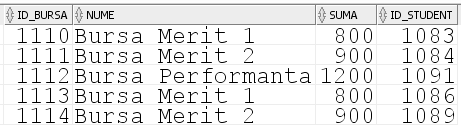 ID_BURSA NUME SUMA ID_STUDENT
1110 Bursa Merit 1 800 1083
1111 Bursa Merit 2 900 1084
1112 Bursa Performanta 1200 1091
1113 Bursa Merit 1 800 1086
1114 Bursa Merit 2 900 1089